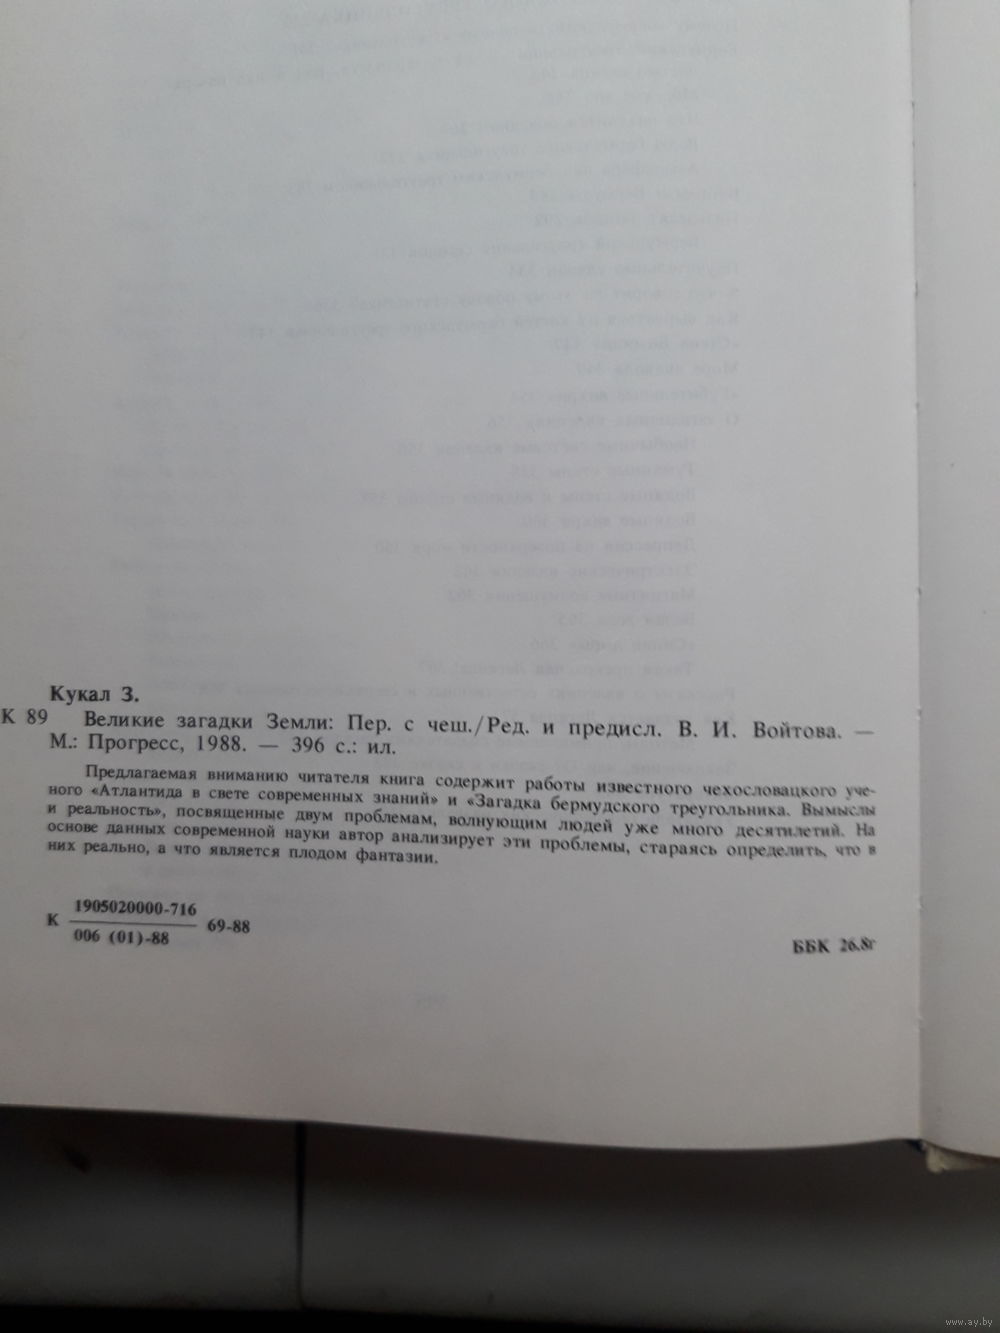 Кукал З.
К 89 Великие загадки Земли: Пер. с чеш./Ред. и предисл. В. И. Войтова. —
М.: Прогресс, 1988. — 396 с.: ил.
Предлагаемая вниманию читателя книга содержит работы известного чехословацкого уче-
ного «Атлантида в свете современных знаний» и «Загадка бермудского треугольника. Вымыслы
и реальность», посвященные двум проблемам, волнующим людей уже много десятилетий. На
основе данных современной науки автор анализирует эти проблемы, стараясь определить, что в
них реально, а что является плодом фантазии.
К 1905020000-716
006 (01)-88
69-88
ББК 26.8г
www.ay.by